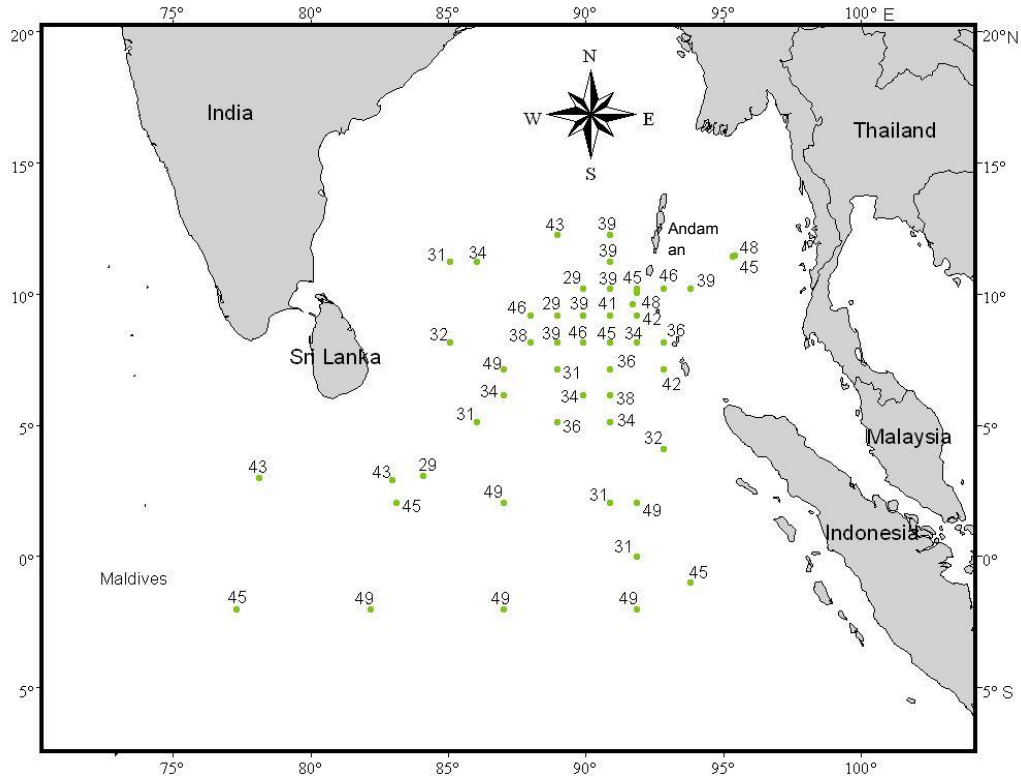 75° 80° 85° 90° 95° 100° E
20° 20°N
N
India
W E
Thailand
S
15° 15°
43 39
Andam
an
31 34 39 48
45
29 39 45 46 39
10° 10°
46 29 39 41 48
42
32 38 39 46 45 34 36
Sri Lanka
49 31 36 42
34 34 38
31 36 34
5° 5°
32
Malaysia
43 43 29
45 49 31 49
Indonesia
31
0° 0°
45
Maldives
45 49 49 49
5° 5° S
75° 80° 85° 90° 95° 100°